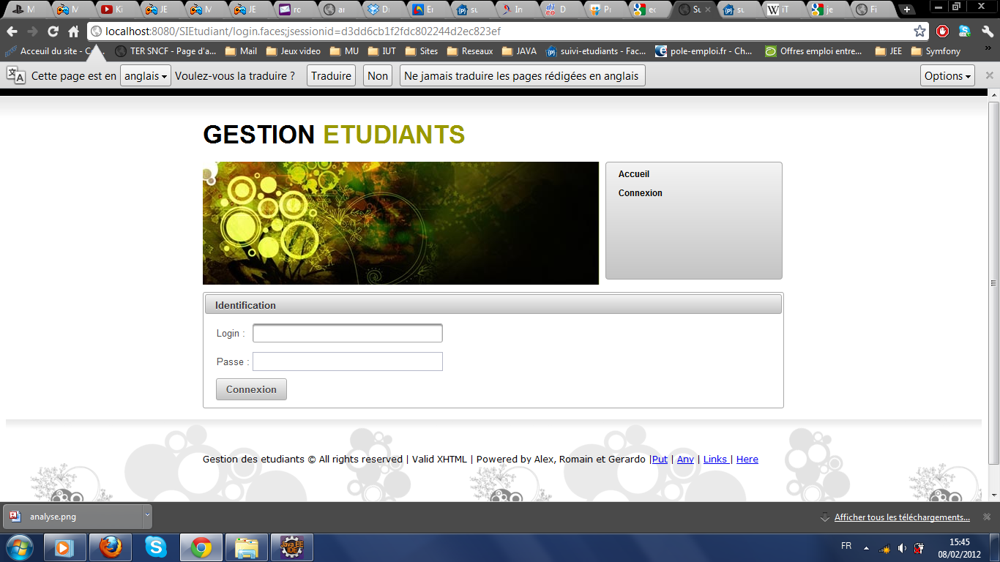 M M Ki JE M JE ro ar Di Er su In D Pr ec Su su iT je Fi
localhost:8080/SIEtudiant/login.faces;jsessionid=d3dd6cb1f2fdc802244d2ec823ef
Acceuil du site - C... TER SNCF - Page d'a... Mail Jeux video MU IUT Sites Reseaux JAVA suivi-etudiants - Fac... pole-emploi.fr - Ch... Offres emploi entre... JEE Symfony »
Cette page est en anglais Voulez-vous la traduire ? Traduire Non Ne jamais traduire les pages rédigées en anglais Options
GESTION ETUDIANTS
Accueil
Connexion
Identification
Login :
Passe :
Connexion
Gestion des etudiants © All rights reserved | Valid XHTML | Powered by Alex, Romain et Gerardo |Put | Any | Links | Here
analyse.png Afficher tous les téléchargements...
Java EE
IDE
FR 15:45
08/02/2012